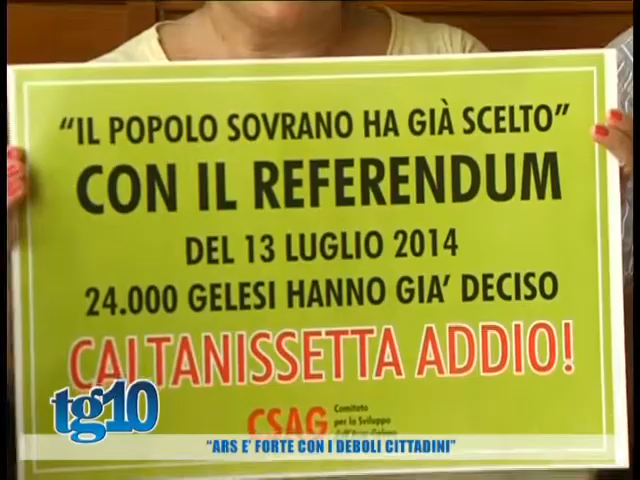 “IL POPOLO SOVRANO HA GIÀ SCELTO”
CON IL REFERENDUM
DEL 13 LUGLIO 2014
24.000 GELESI HANNO GIA’ DECISO
CALTANISSETTA ADDIO!
tg10
CSAG Comitato
per lo Sviluppo
“ARS E’ FORTE CON I DEBOLI CITTADINI”